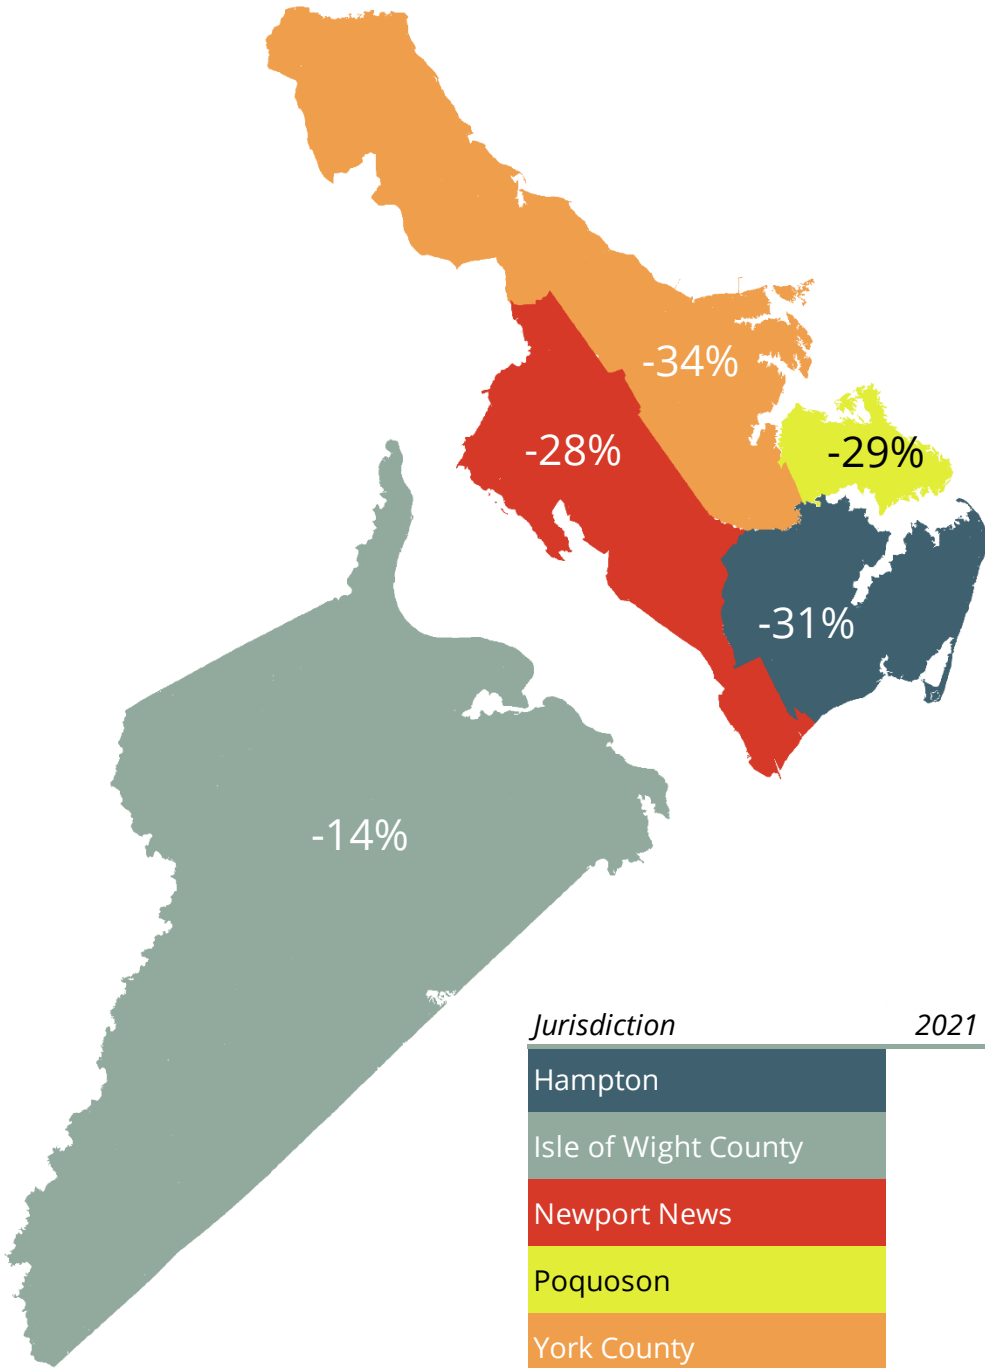 -34%
-28%
-29%
-31%
-14%
Jurisdiction 2021
Hampton
Isle of Wight County
Newport News
Poquoson
York County